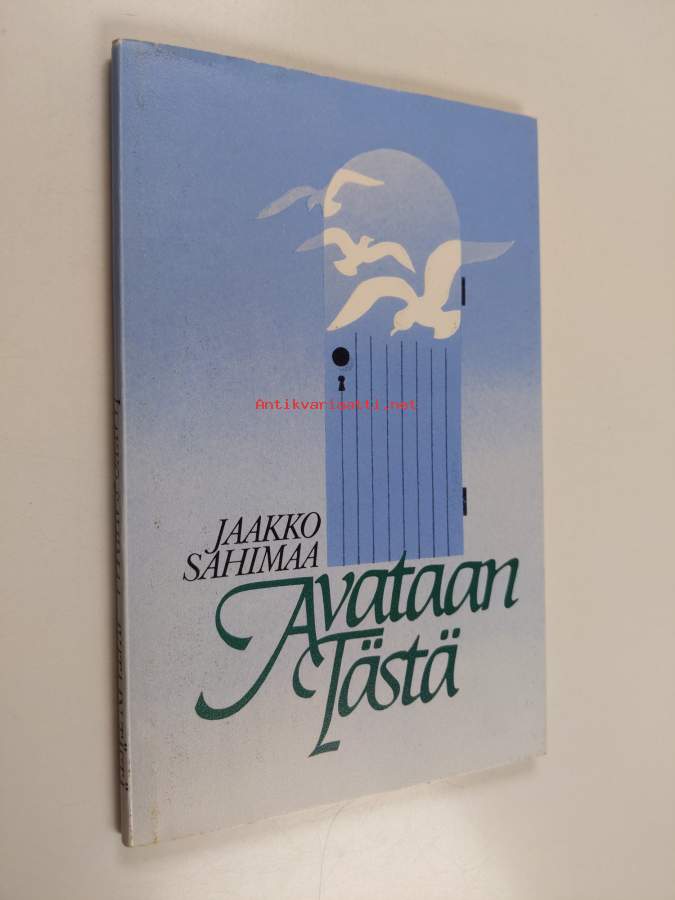 Antikvariaatti.net
JAAKKO
SAHIMAA
Avataan
Tästä